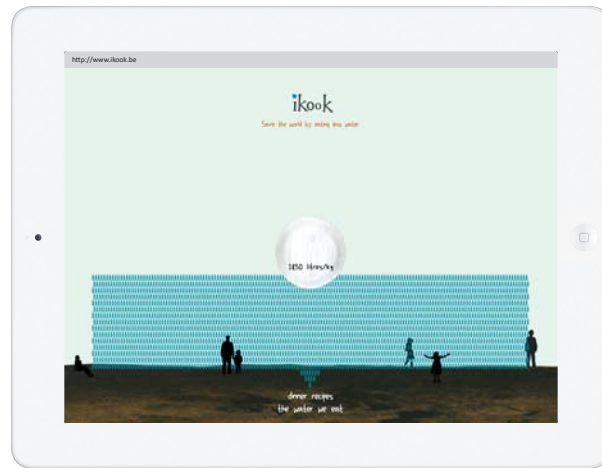 http://www.ikook.be
ikook
Save the world by eating less water
1850 litres/kg
dinner recipes
the water we eat